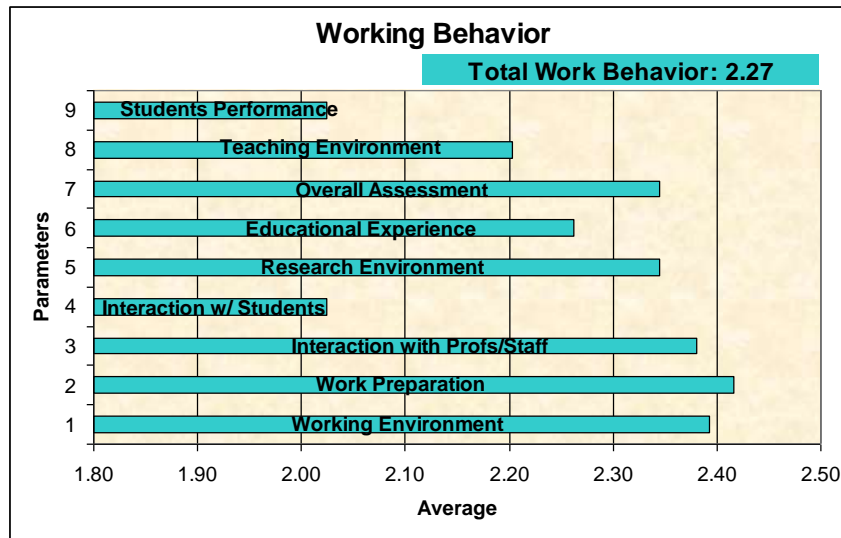 Working Behavior
Total Work Behavior: 2.27
9
Students Performance
8
Teaching Environment
7
Overall Assessment
6
Educational Experience
5
Research Environment
4
Interaction w/ Students
3
Interaction with Profs/Staff
2
Work Preparation
1
Working Environment
Parameters
1.80 1.90 2.00 2.10 2.20 2.30 2.40 2.50
Average